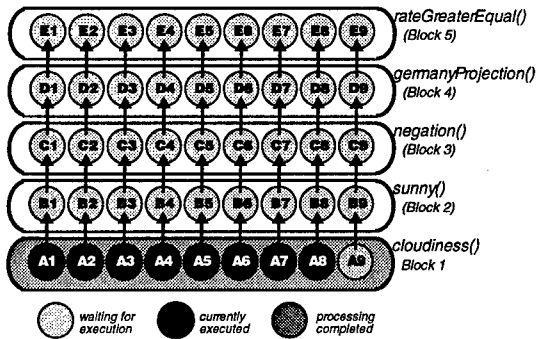 E1 E2 E3 E4 E5 E6 E7 E8 E9 rateGreaterEqual()
(Block 5)
D1 D2 D3 D4 D5 D6 D7 D8 D9 germanyProjection()
(Block 4)
C1 C2 C3 C4 C5 C6 C7 C8 C9 negation()
(Block 3)
B1 B2 B3 B4 B5 B6 B7 B8 B9 sunny()
(Block 2)
A1 A2 A3 A4 A5 A6 A7 A8 A9 cloudiness()
Block 1
waiting for currently processing
execution executed completed